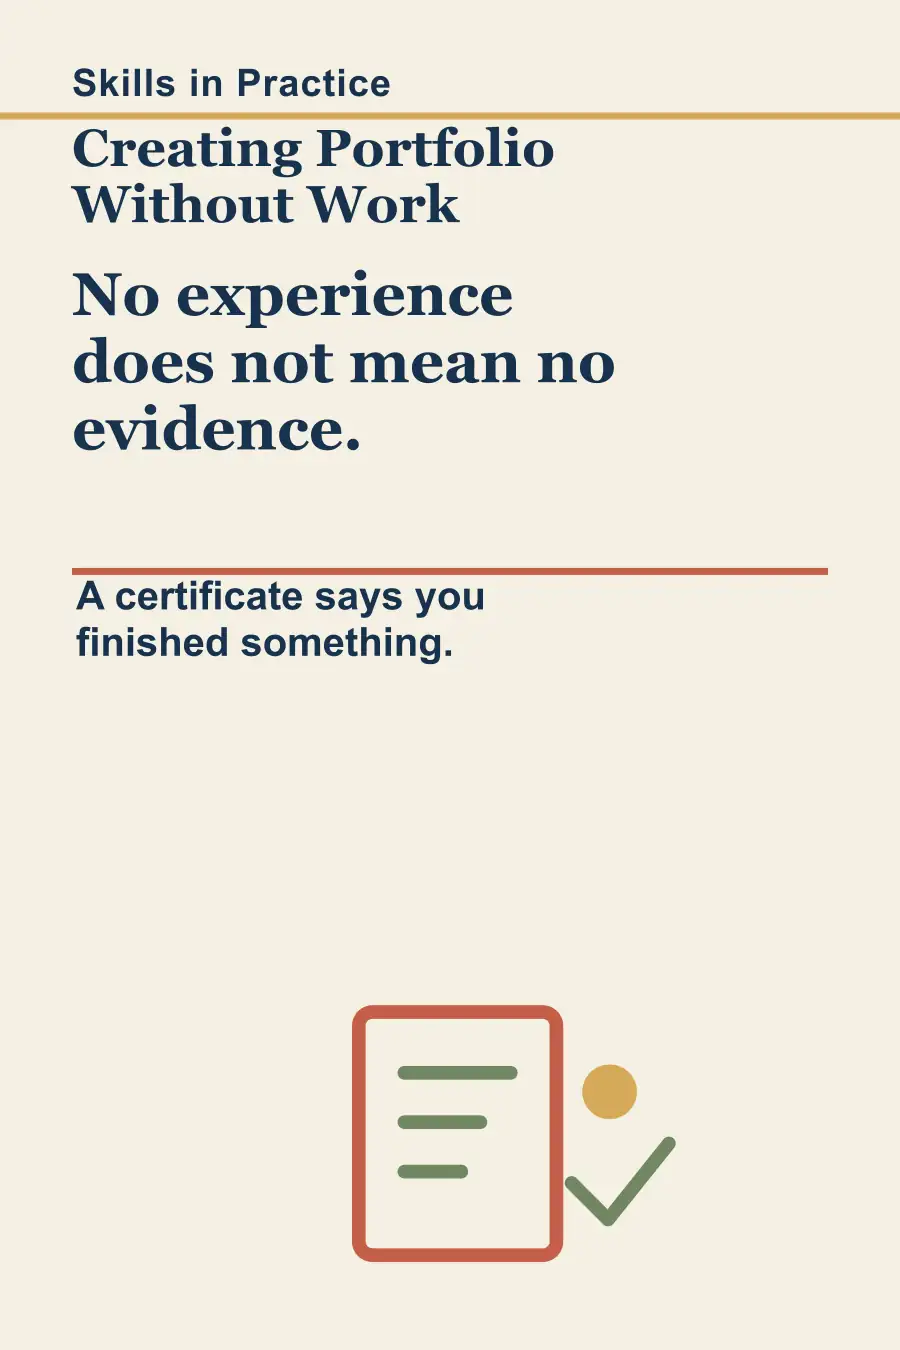 Skills in Practice
Creating Portfolio
Without Work
No experience
does not mean no
evidence.
A certificate says you
finished something.